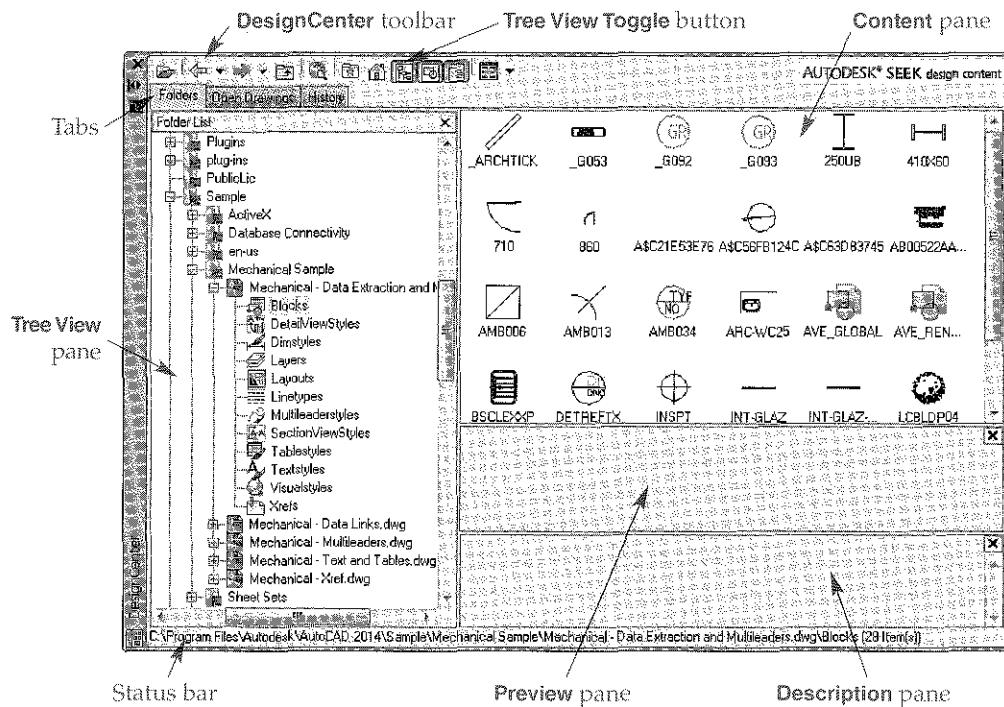 DesignCenter toolbar
Tree View Toggle button
Content pane
AUTODESK® SEEK design content
Folders
Open Drawings
History
Tabs
Folder List
Plugins
plug-ins
PublicLic
Sample
ActiveX
Database Connectivity
en-us
Mechanical Sample
Mechanical - Data Extraction and M
Blocks
DetailViewStyles
Dimstyles
Layers
Layouts
Linetypes
Multileaderstyles
SectionViewStyles
Tablestyles
Textstyles
Visualstyles
Xrefs
Mechanical - Data Links.dwg
Mechanical - Multileaders.dwg
Mechanical - Text and Tables.dwg
Mechanical - Xref.dwg
Sheet Sets
Tree View
pane
GR
GR
_ARCHTICK
_G053
_G092
_G093
250UB
410X60
710
860
A$C21E53E76
A$C56FB124C
A$C63D83745
AB00522AA...
TYP
NO
AMB006
AMB013
AMB034
ARC-WC25
AVE_GLOBAL
AVE_REN...
BSCLEXXP
DETREFTX
INSPT
INT-GLAZ
INT-GLAZ-...
LCBLDP04
Design Center
C:\Program Files\Autodesk\AutoCAD 2014\Sample\Mechanical Sample\Mechanical - Data Extraction and Multileaders.dwg\Blocks (28 Item(s))
Status bar
Preview pane
Description pane